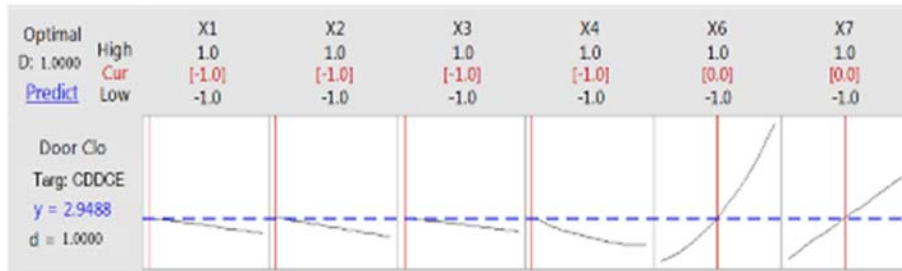 Optimal
D: 1.0000
Predict
High
Cur
Low
X1
1.0
[-1.0]
-1.0
X2
1.0
[-1.0]
-1.0
X3
1.0
[-1.0]
-1.0
X4
1.0
[-1.0]
-1.0
X6
1.0
[0.0]
-1.0
X7
1.0
[0.0]
-1.0
Door Clo
Targ: CDDCE
y = 2.9488
d = 1.0000